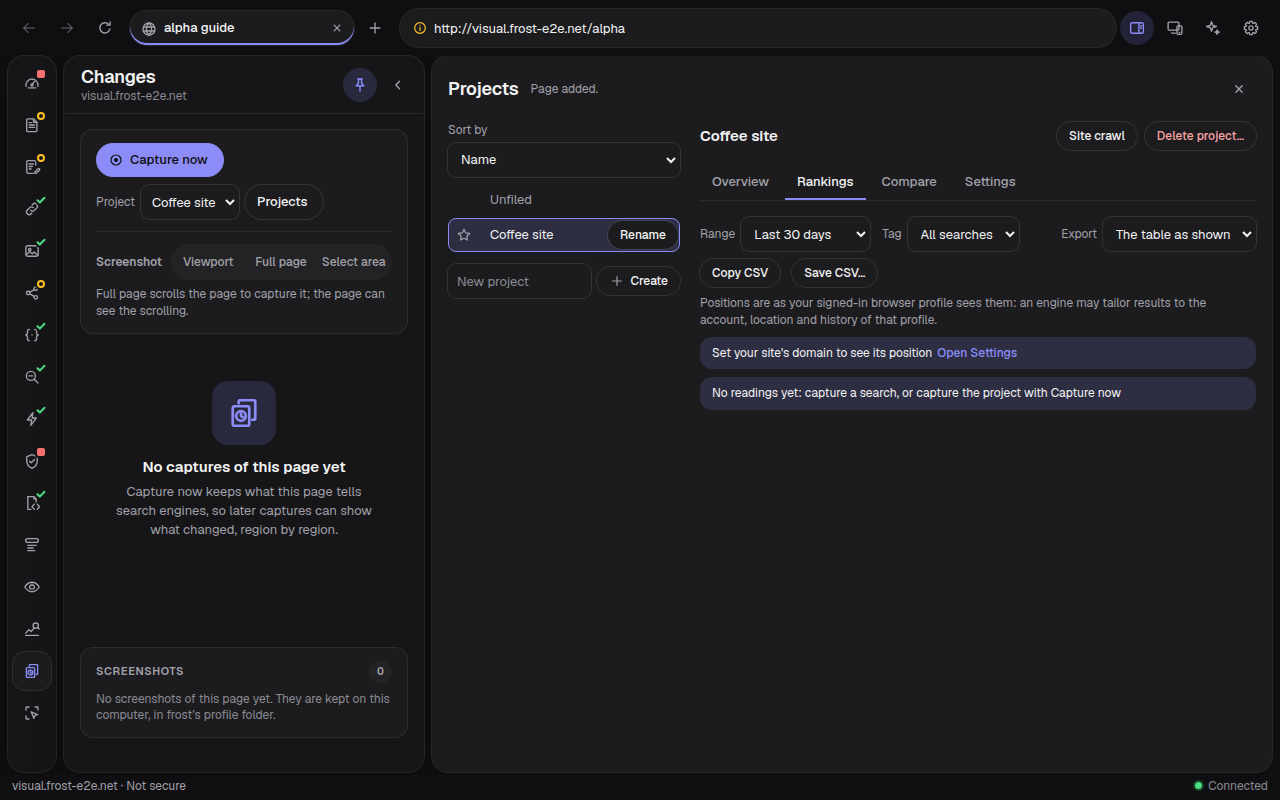 alpha guide
http://visual.frost-e2e.net/alpha
Changes
visual.frost-e2e.net
Capture now
Project
Coffee site
Projects
Screenshot
Viewport
Full page
Select area
Full page scrolls the page to capture it; the page can
see the scrolling.
No captures of this page yet
Capture now keeps what this page tells
search engines, so later captures can show
what changed, region by region.
SCREENSHOTS
0
No screenshots of this page yet. They are kept on this
computer, in frost's profile folder.
Projects
Page added.
Sort by
Name
Unfiled
Coffee site
Rename
New project
Create
Coffee site
Site crawl
Delete project…
Overview
Rankings
Compare
Settings
Range
Last 30 days
Tag
All searches
Export
The table as shown
Copy CSV
Save CSV…
Positions are as your signed-in browser profile sees them: an engine may tailor results to the
account, location and history of that profile.
Set your site's domain to see its position Open Settings
No readings yet: capture a search, or capture the project with Capture now
visual.frost-e2e.net · Not secure
Connected